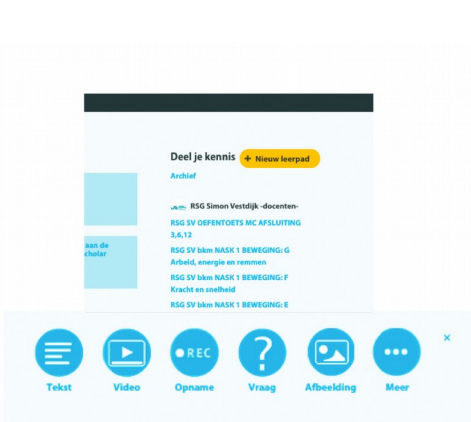 Deel je kennis
+ Nieuw leerpad
Archief
RSG Simon Vestdijk -docenten-
RSG SV OEFENTOETS MC AFSLUITING
3,6,12
RSG SV bkm NASK 1 BEWEGING: G
Arbeid, energie en remmen
RSG SV bkm NASK 1 BEWEGING: F
Kracht en snelheid
RSG SV bkm NASK 1 BEWEGING: E
aan de
cholar
REC
?
×
Tekst Video Opname Vraag Afbeelding Meer